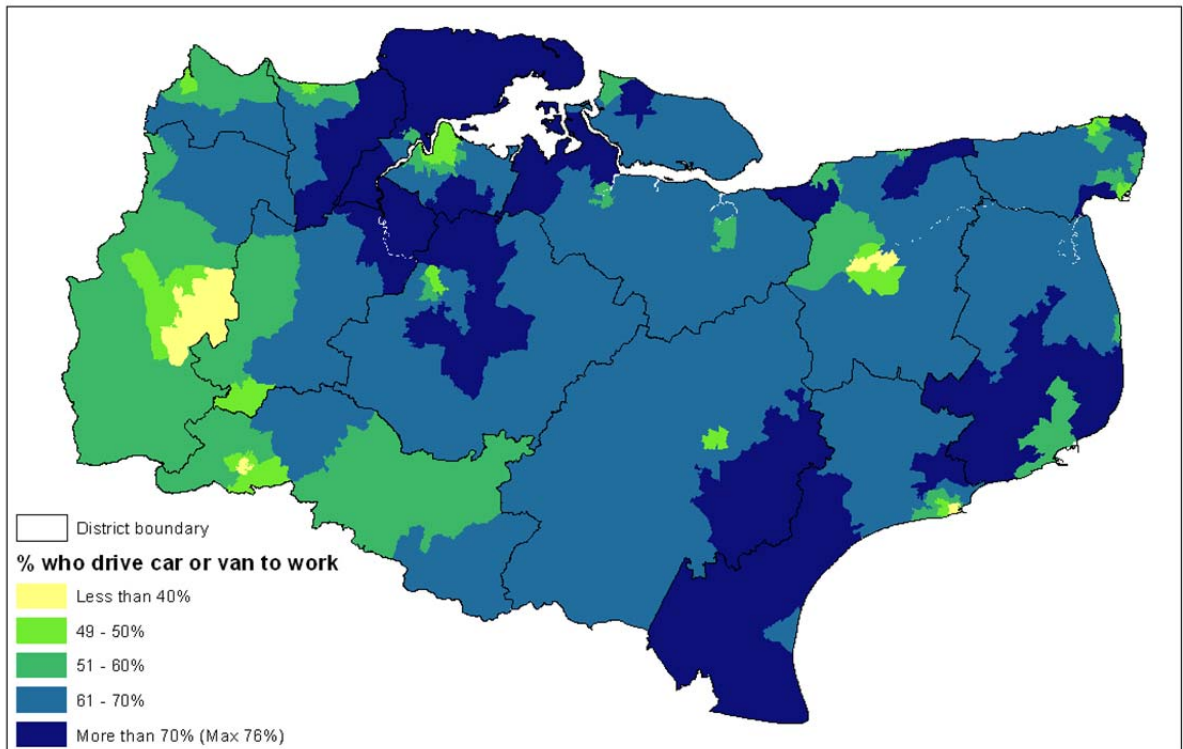 District boundary
% who drive car or van to work
Less than 40%
49 - 50%
51 - 60%
61 - 70%
More than 70% (Max 76%)